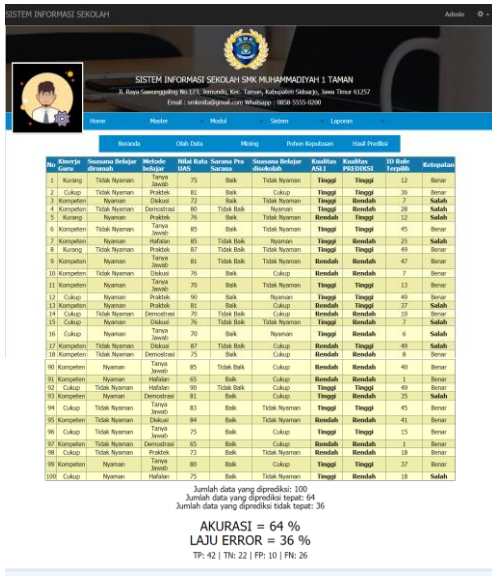 SISTEM INFORMASI SEKOLAH Admin
SISTEM INFORMASI SEKOLAH SMK MUHAMMADIYAH 1 TAMAN
Jl. Raya Sawunggaling No.173, Jemundo, Kec. Taman, Kabupaten Sidoarjo, Jawa Timur 61257
Email : smkmita@gmail.com Whatsapp : 0858-5555-0200
Home Master Modul Sistem Laporan
Beranda Olah Data Mining Pohon Keputusan Hasil Prediksi
No Kinerja Guru Suasana Belajar dirumah Metode belajar Nilai Rata UAS Sarana Pra Sarana Suasana Belajar disekolah Kualitas ASLI Kualitas PREDIKSI ID Rule Terpilih Ketepatan
1 Kurang Tidak Nyaman Tanya Jawab 75 Baik Tidak Nyaman Tinggi Tinggi 12 Benar
2 Cukup Tidak Nyaman Praktek 81 Baik Cukup Tinggi Tinggi 36 Benar
3 Kompeten Nyaman Diskusi 72 Baik Tidak Nyaman Tinggi Rendah 7 Salah
4 Kompeten Tidak Nyaman Demostrasi 80 Tidak Baik Nyaman Tinggi Rendah 28 Salah
5 Kurang Nyaman Praktek 76 Baik Tidak Nyaman Rendah Tinggi 12 Salah
6 Kompeten Tidak Nyaman Tanya Jawab 85 Baik Tidak Nyaman Tinggi Tinggi 45 Benar
7 Kompeten Nyaman Hafalan 85 Tidak Baik Nyaman Tinggi Rendah 25 Salah
8 Kurang Tidak Nyaman Praktek 87 Tidak Baik Tidak Nyaman Tinggi Tinggi 49 Benar
9 Kompeten Nyaman Tanya Jawab 81 Tidak Baik Tidak Nyaman Rendah Rendah 47 Benar
10 Kompeten Tidak Nyaman Diskusi 76 Baik Cukup Rendah Rendah 7 Benar
11 Kompeten Nyaman Tanya Jawab 70 Baik Tidak Nyaman Tinggi Tinggi 13 Benar
12 Cukup Nyaman Praktek 90 Baik Nyaman Tinggi Tinggi 49 Benar
13 Kompeten Nyaman Praktek 81 Baik Cukup Rendah Tinggi 37 Salah
14 Cukup Tidak Nyaman Demostrasi 70 Tidak Baik Cukup Rendah Rendah 10 Benar
15 Cukup Nyaman Diskusi 76 Tidak Baik Tidak Nyaman Tinggi Rendah 7 Salah
16 Cukup Nyaman Tanya Jawab 70 Baik Nyaman Tinggi Rendah 6 Salah
17 Kompeten Tidak Nyaman Diskusi 87 Tidak Baik Cukup Rendah Tinggi 49 Salah
18 Kompeten Tidak Nyaman Demostrasi 75 Baik Cukup Rendah Rendah 8 Benar
90 Kompeten Nyaman Tanya Jawab 85 Tidak Baik Cukup Rendah Rendah 40 Benar
91 Kompeten Nyaman Hafalan 65 Baik Cukup Rendah Rendah 1 Benar
92 Cukup Tidak Nyaman Hafalan 90 Tidak Baik Cukup Tinggi Tinggi 49 Benar
93 Kompeten Nyaman Demostrasi 81 Baik Cukup Tinggi Rendah 35 Salah
94 Cukup Nyaman Tanya Jawab 83 Baik Tidak Nyaman Tinggi Tinggi 45 Benar
95 Kompeten Tidak Nyaman Diskusi 84 Baik Tidak Nyaman Rendah Rendah 41 Benar
96 Cukup Tidak Nyaman Tanya Jawab 75 Baik Cukup Tinggi Tinggi 15 Benar
97 Kompeten Tidak Nyaman Demostrasi 65 Baik Cukup Rendah Rendah 1 Benar
98 Cukup Tidak Nyaman Praktek 73 Baik Tidak Nyaman Rendah Rendah 18 Benar
99 Kompeten Nyaman Tanya Jawab 80 Baik Cukup Tinggi Tinggi 37 Benar
100 Cukup Nyaman Hafalan 75 Baik Tidak Nyaman Tinggi Rendah 18 Salah
Jumlah data yang diprediksi: 100
Jumlah data yang diprediksi tepat: 64
Jumlah data yang diprediksi tidak tepat: 36
AKURASI = 64 %
LAJU ERROR = 36 %
TP: 42 | TN: 22 | FP: 10 | FN: 26